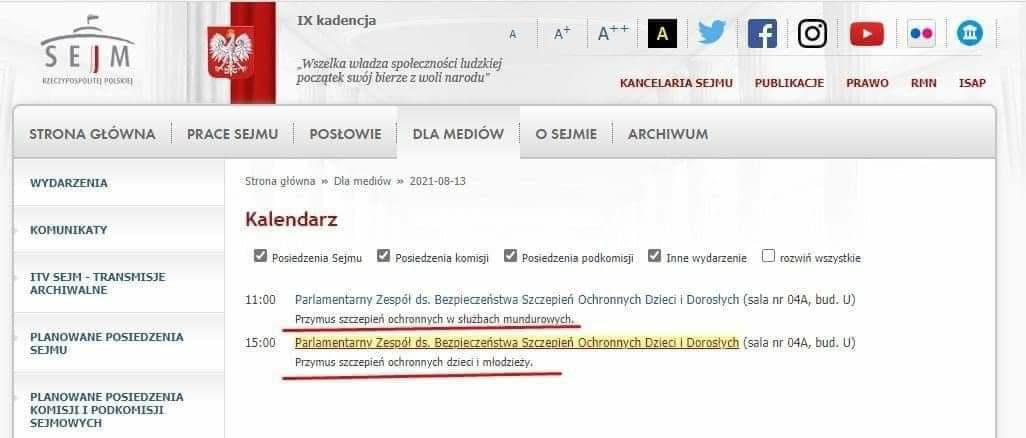 SEJM
RZECZYPOSPOLITEJ POLSKIEJ
IX kadencja
„Wszelka władza społeczności ludzkiej
początek swój bierze z woli narodu"
A
A+
A++
A
KANCELARIA SEJMU PUBLIKACJE PRAWO RMN ISAP
STRONA GŁÓWNA PRACE SEJMU POSŁOWIE DLA MEDIÓW O SEJMIE ARCHIWUM
WYDARZENIA
KOMUNIKATY
ITV SEJM - TRANSMISJE
ARCHIWALNE
PLANOWANE POSIEDZENIA
SEJMU
PLANOWANE POSIEDZENIA
KOMISJI I PODKOMISJI
SEJMOWYCH
Strona główna » Dla mediów » 2021-08-13
Kalendarz
Posiedzenia Sejmu Posiedzenia komisji Posiedzenia podkomisji Inne wydarzenie rozwiń wszystkie
11:00 Parlamentarny Zespół ds. Bezpieczeństwa Szczepień Ochronnych Dzieci i Dorosłych (sala nr 04A, bud. U)
Przymus szczepień ochronnych w służbach mundurowych.
15:00 Parlamentarny Zespół ds. Bezpieczeństwa Szczepień Ochronnych Dzieci i Dorosłych (sala nr 04A, bud. U)
Przymus szczepień ochronnych dzieci i młodzieży.